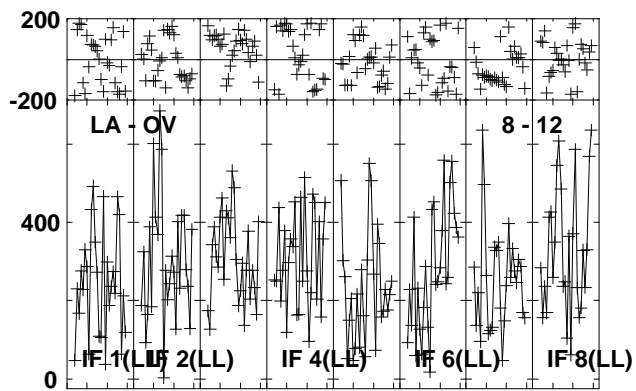 200
-200
LA - OV 8 - 12
400
0
IF 1(LL) IF 2(LL) IF 4(LL) IF 6(LL) IF 8(LL)